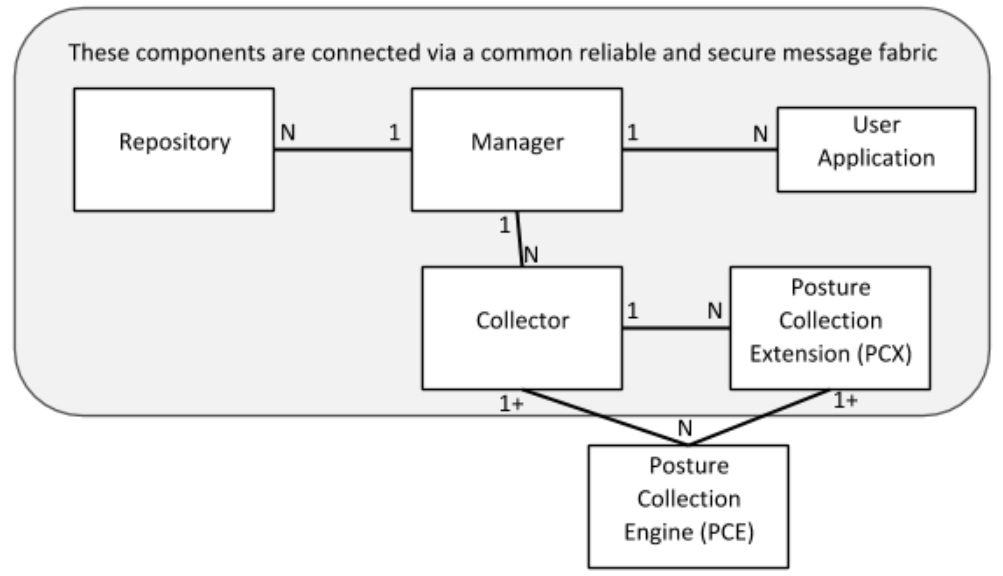 These components are connected via a common reliable and secure message fabric
Repository
N
1
Manager
1
N
User
Application
1
N
Collector
1
N
Posture
Collection
Extension (PCX)
1+
1+
N
Posture
Collection
Engine (PCE)